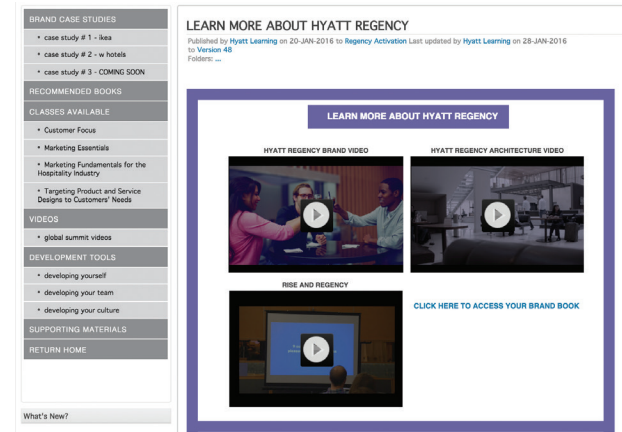 BRAND CASE STUDIES
• case study # 1 - ikea
• case study # 2 - w hotels
• case study # 3 - COMING SOON
RECOMMENDED BOOKS
CLASSES AVAILABLE
• Customer Focus
• Marketing Essentials
• Marketing Fundamentals for the
Hospitality Industry
• Targeting Product and Service
Designs to Customers' Needs
VIDEOS
• global summit videos
DEVELOPMENT TOOLS
• developing yourself
• developing your team
• developing your culture
SUPPORTING MATERIALS
RETURN HOME
What's New?
LEARN MORE ABOUT HYATT REGENCY
Published by Hyatt Learning on 20-JAN-2016 to Regency Activation Last updated by Hyatt Learning on 28-JAN-2016
to Version 48
Folders: ...
LEARN MORE ABOUT HYATT REGENCY
HYATT REGENCY BRAND VIDEO
HYATT REGENCY ARCHITECTURE VIDEO
RISE AND REGENCY
CLICK HERE TO ACCESS YOUR BRAND BOOK